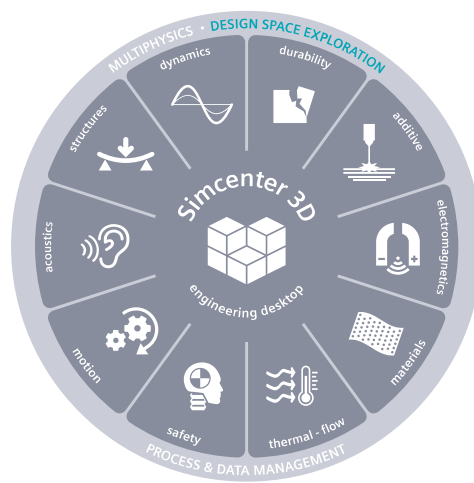 MULTIPHYSICS • DESIGN SPACE EXPLORATION
dynamics
durability
additive
electromagnetics
materials
thermal - flow
safety
motion
acoustics
structures
Simcenter 3D
engineering desktop
PROCESS & DATA MANAGEMENT